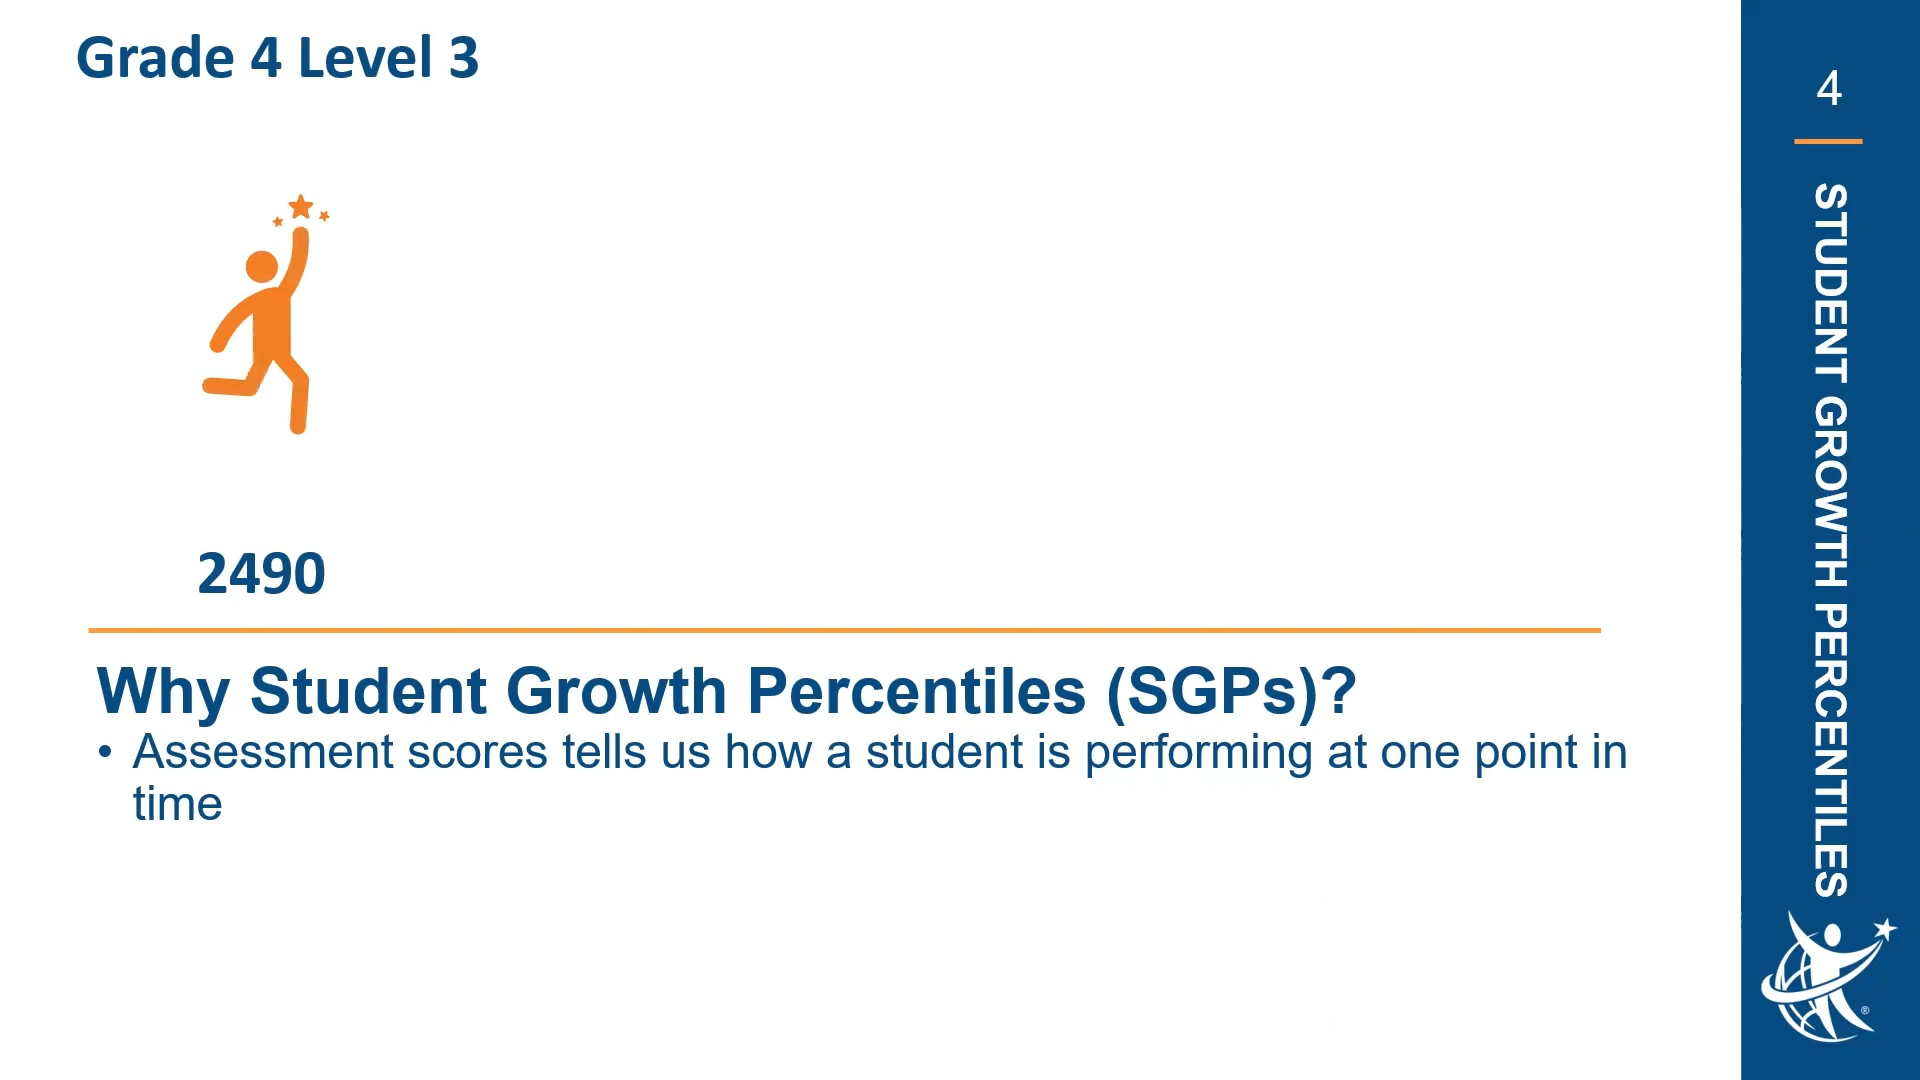 Grade 4 Level 3
2490
Why Student Growth Percentiles (SGPs)?
• Assessment scores tells us how a student is performing at one point in
time
4
STUDENT GROWTH PERCENTILES
®